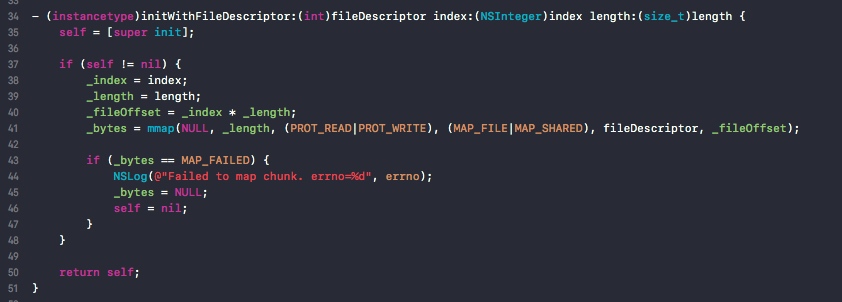 34 - (instancetype)initWithFileDescriptor:(int)fileDescriptor index:(NSInteger)index length:(size_t)length {
35     self = [super init];
36
37     if (self != nil) {
38         _index = index;
39         _length = length;
40         _fileOffset = _index * _length;
41         _bytes = mmap(NULL, _length, (PROT_READ|PROT_WRITE), (MAP_FILE|MAP_SHARED), fileDescriptor, _fileOffset);
42
43         if (_bytes == MAP_FAILED) {
44             NSLog(@"Failed to map chunk. errno=%d", errno);
45             _bytes = NULL;
46             self = nil;
47         }
48     }
49
50     return self;
51 }